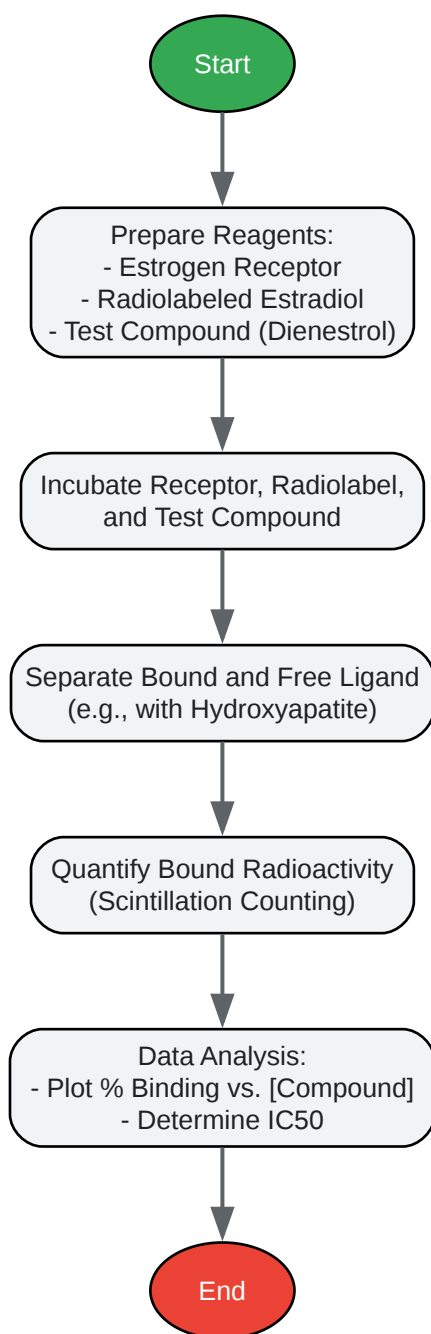 Start
Prepare Reagents:
- Estrogen Receptor
- Radiolabeled Estradiol
- Test Compound (Dienestrol)
Incubate Receptor, Radiolabel,
and Test Compound
Separate Bound and Free Ligand
(e.g., with Hydroxyapatite)
Quantify Bound Radioactivity
(Scintillation Counting)
Data Analysis:
- Plot % Binding vs. [Compound]
- Determine IC50
End